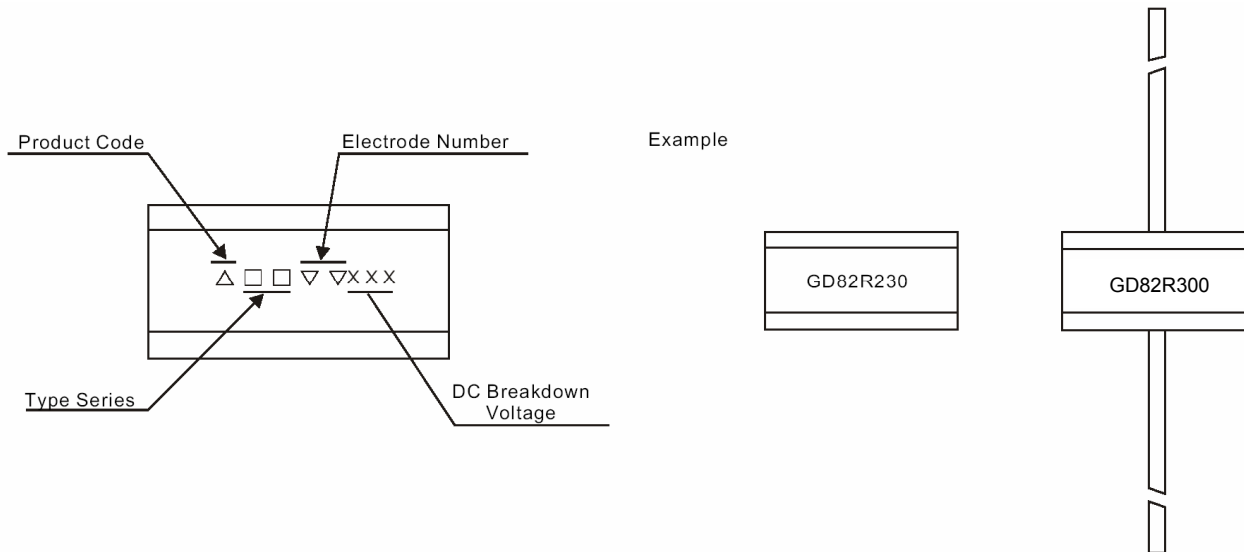 Product Code
Electrode Number
Example
△ □ □ ▽ ▽ X X X
Type Series
DC Breakdown
Voltage
GD82R230
GD82R300